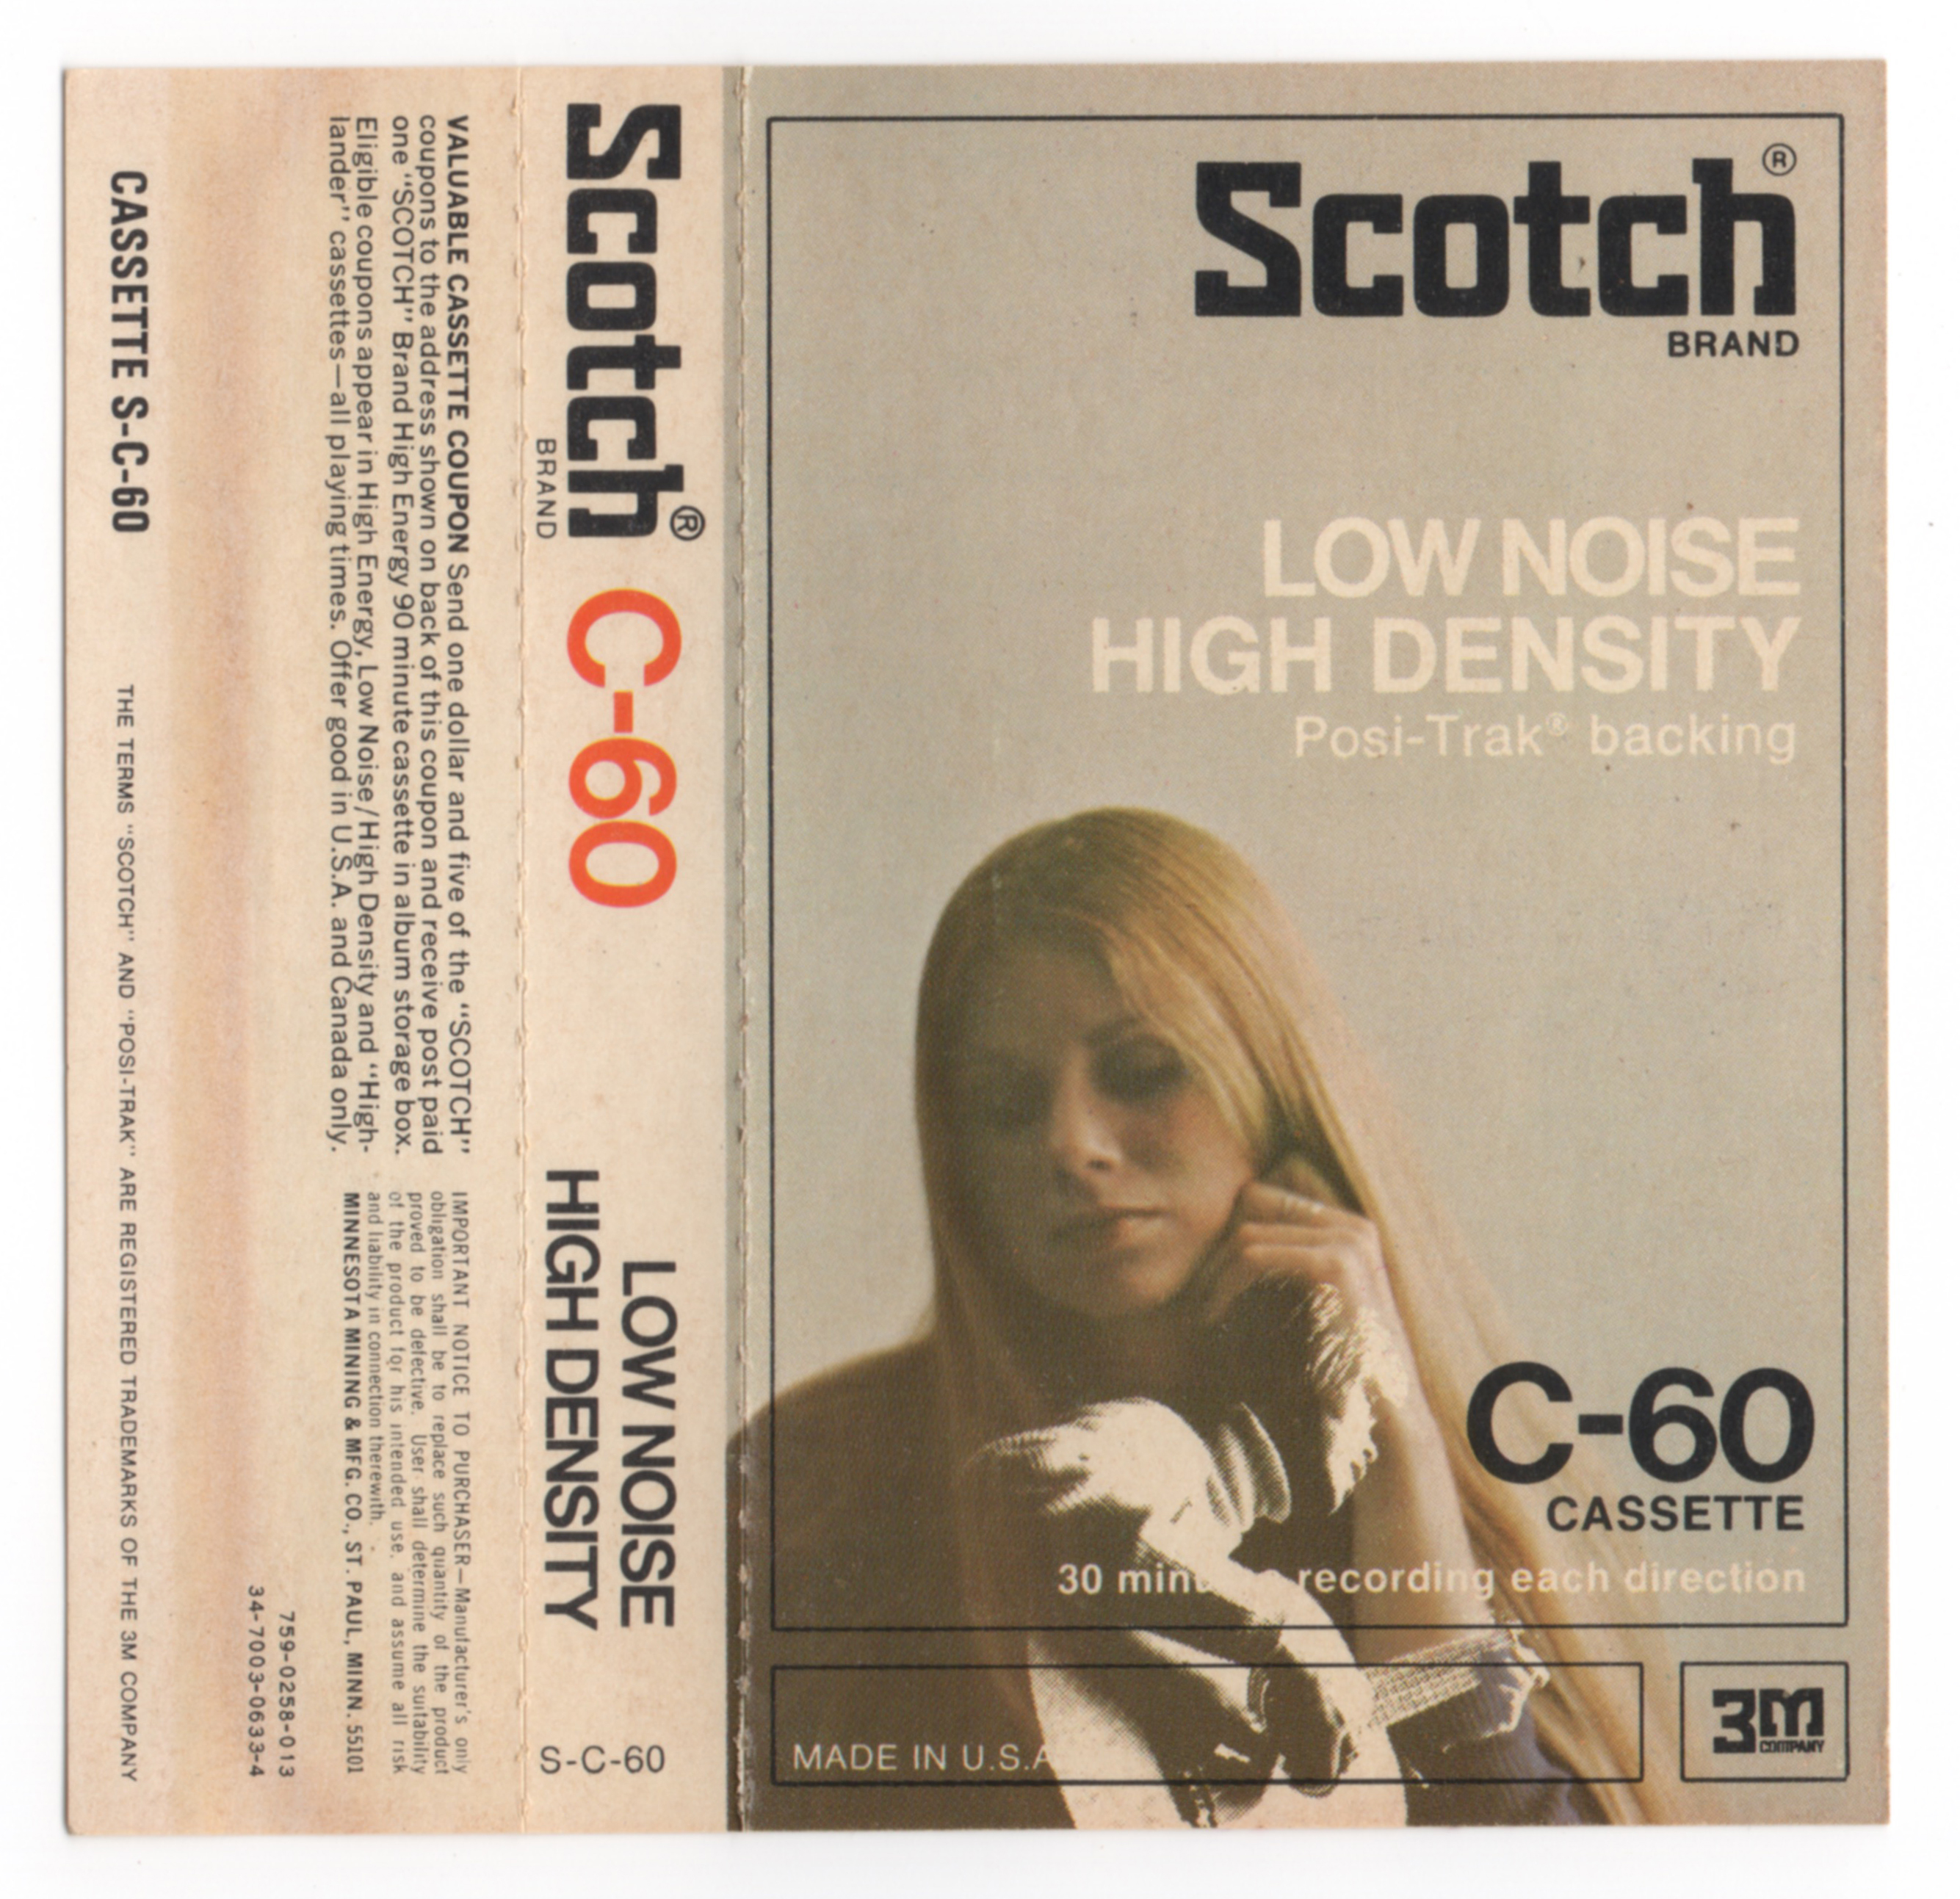 Scotch®
BRAND
LOW NOISE
HIGH DENSITY
Posi-Trak® backing
C-60
CASSETTE
30 recording each direction
MADE IN U.S.A
3M
COMPANY
Scotch®
BRAND
C-60
LOW NOISE
HIGH DENSITY
S-C-60
VALUABLE CASSETTE COUPON Send one dollar and five of the "SCOTCH"
coupons to the address shown on back of this coupon and receive post paid
one "SCOTCH" Brand High Energy 90 minute cassette in album storage box.
Eligible coupons appear in High Energy, Low Noise/High Density and "High-
lander" cassettes—all playing times. Offer good in U.S.A. and Canada only.
IMPORTANT NOTICE TO PURCHASER—Manufacturer's only
obligation shall be to replace such quantity of the product
proved to be defective. User shall determine the suitability
of the product for his intended use, and assume all risk
and liability in connection therewith.
MINNESOTA MINING & MFG. CO., ST. PAUL, MINN. 55101
759-0258-013
34-7003-0633-4
CASSETTE S-C-60
THE TERMS "SCOTCH" AND "POSI-TRAK" ARE REGISTERED TRADEMARKS OF THE 3M COMPANY